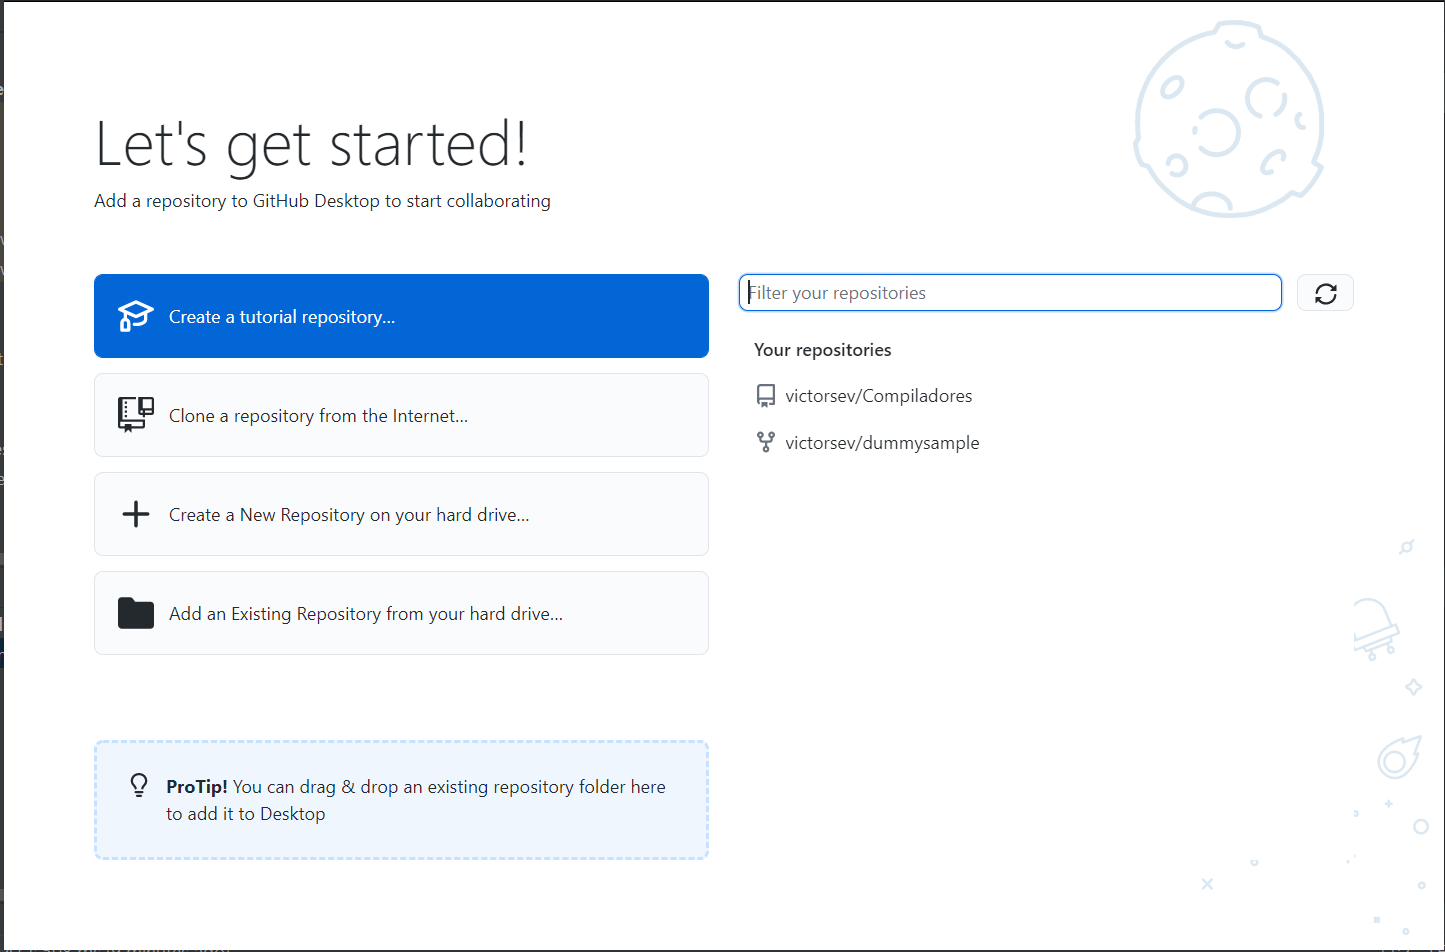 Let's get started!
Add a repository to GitHub Desktop to start collaborating
Create a tutorial repository...
Clone a repository from the Internet...
Create a New Repository on your hard drive...
Add an Existing Repository from your hard drive...
ProTip! You can drag & drop an existing repository folder here
to add it to Desktop
Filter your repositories
Your repositories
victorsev/Compiladores
victorsev/dummysample